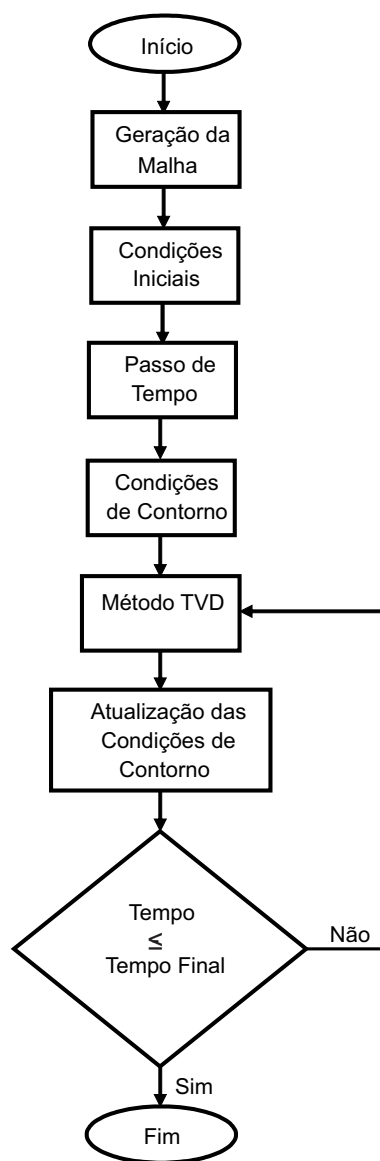 Início
Geração da
Malha
Condições
Iniciais
Passo de
Tempo
Condições
de Contorno
Método TVD
Atualização das
Condições de
Contorno
Tempo
≤
Tempo Final
Não
Sim
Fim